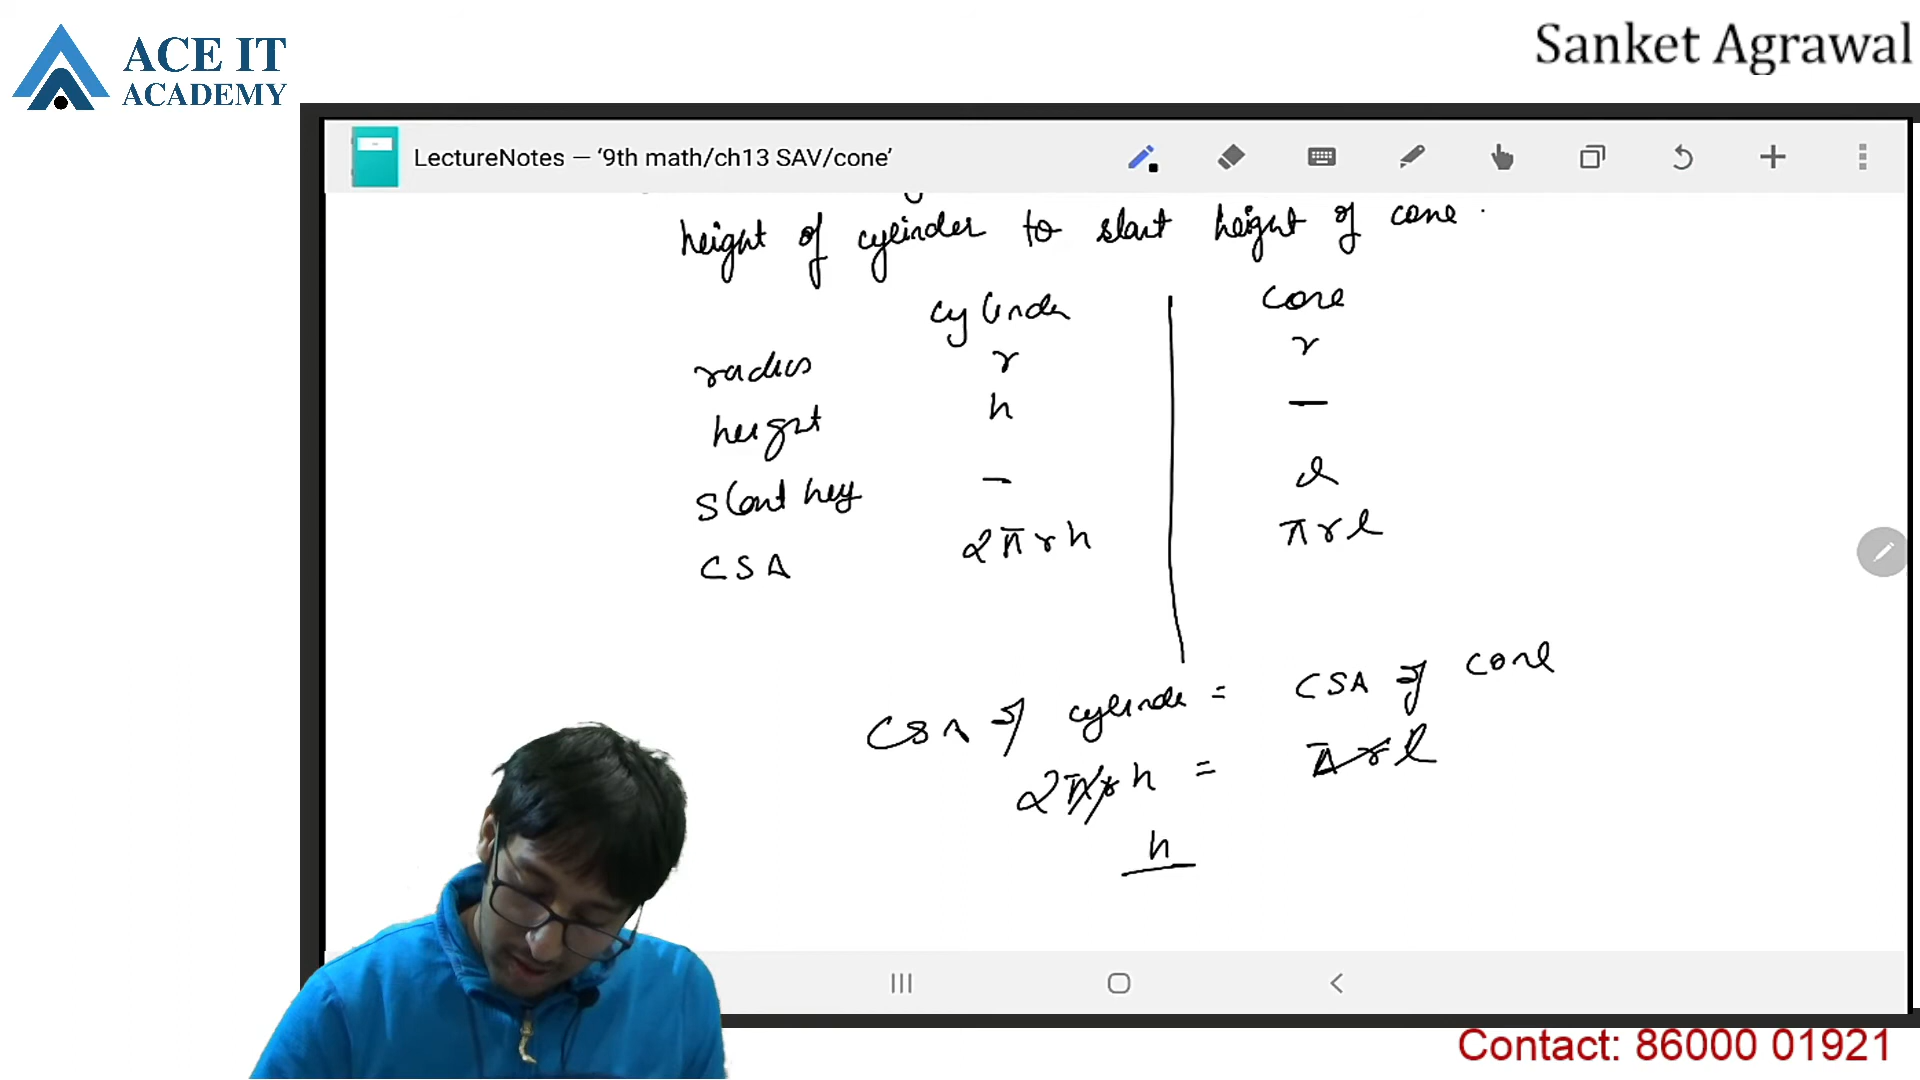 ACE IT
ACADEMY
Sanket Agrawal
LectureNotes – ‘9th math/ch13 SAV/cone’
height of cylinder to slant height of cone.
cylinder cone
radius r r
height h —
slant hey — l
CSA 2πrh πrl
CSA of cylinde = CSA of cone
2πrh = πrl
h
Contact: 86000 01921